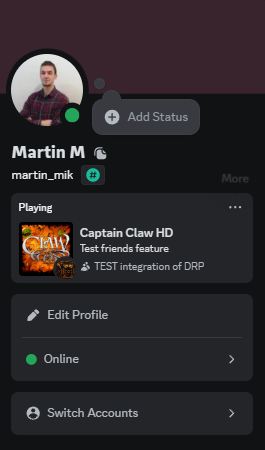 Add Status
Martin M
martin_mik #
More
Playing
CLAW
Captain Claw HD
Test friends feature
TEST integration of DRP
Edit Profile
Online
Switch Accounts